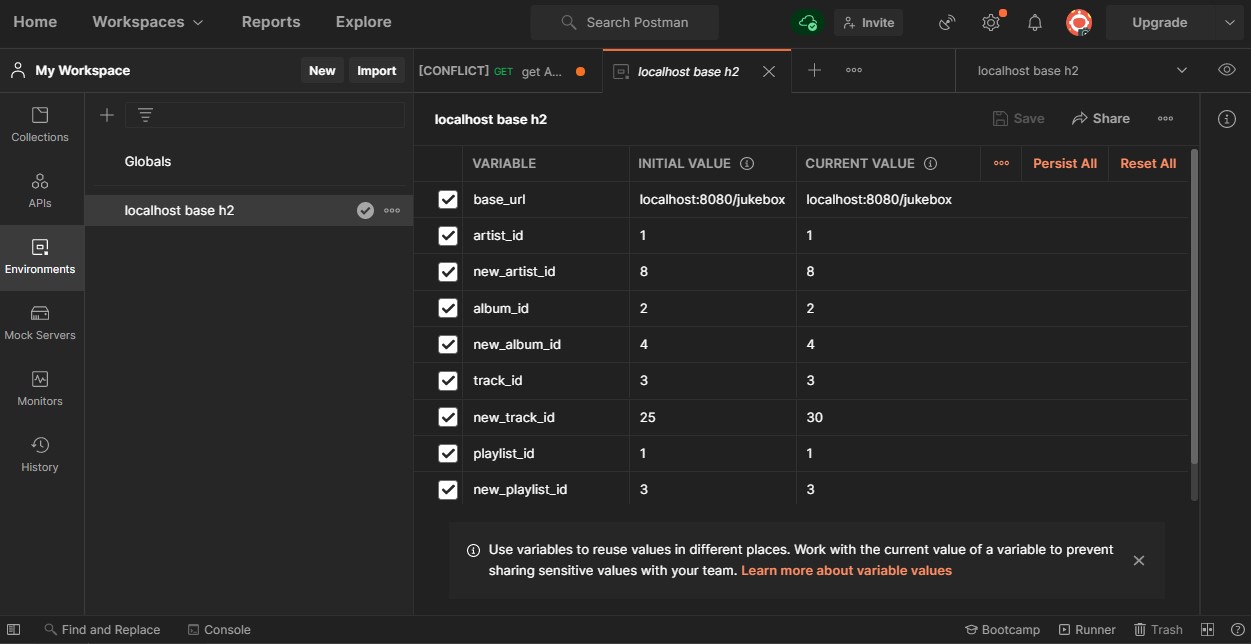 Home Workspaces Reports Explore Search Postman Invite Upgrade
My Workspace New Import [CONFLICT] GET get A... localhost base h2 localhost base h2
localhost base h2 Save Share
Collections
Globals
VARIABLE INITIAL VALUE CURRENT VALUE Persist All Reset All
APIs
localhost base h2
base_url localhost:8080/jukebox localhost:8080/jukebox
artist_id 1 1
Environments
new_artist_id 8 8
album_id 2 2
Mock Servers
new_album_id 4 4
track_id 3 3
Monitors
new_track_id 25 30
playlist_id 1 1
History
new_playlist_id 3 3
Use variables to reuse values in different places. Work with the current value of a variable to prevent
sharing sensitive values with your team. Learn more about variable values
Find and Replace Console Bootcamp Runner Trash